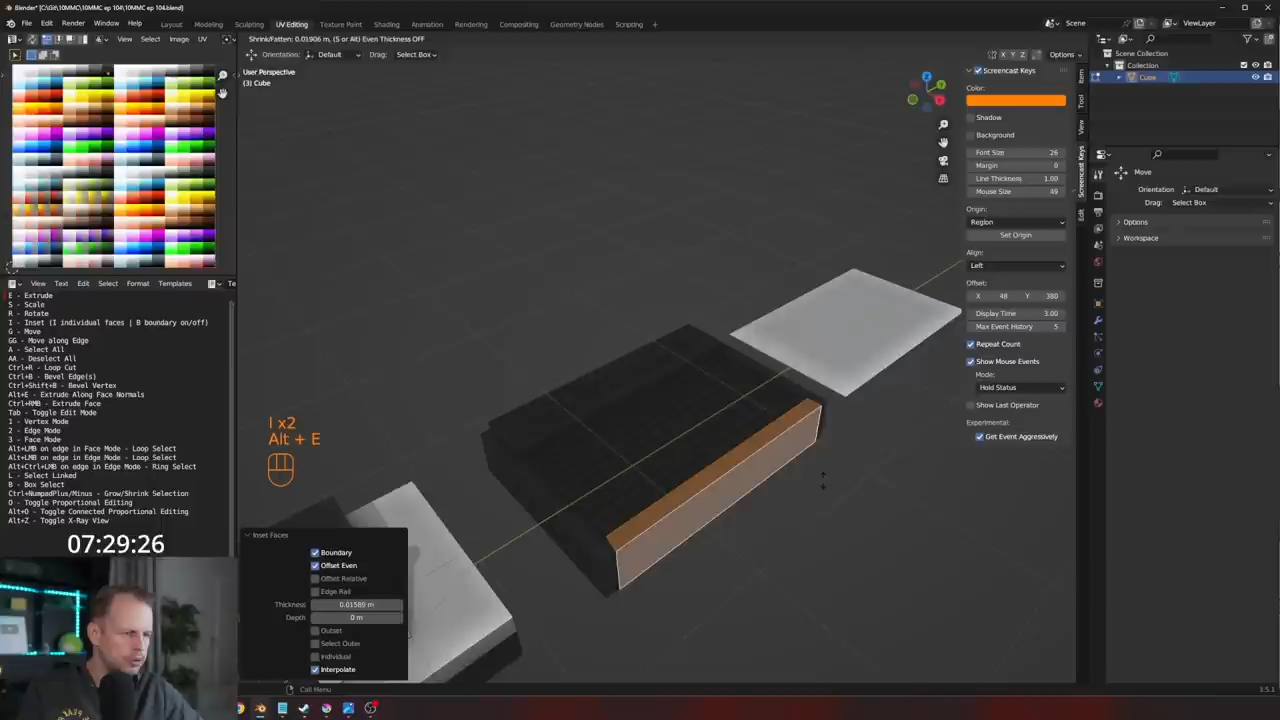 Blender* [C:\Git\10MMC\10MMC ep 104\10MMC ep 104.blend]
File Edit Render Window Help
Layout Modeling Sculpting UV Editing Texture Paint Shading Animation Rendering Compositing Geometry Nodes Scripting +
Scene
ViewLayer
View Select Image UV
Shrink/Fatten: 0.01906 m, (S or Alt) Even Thickness OFF
Orientation: Default Drag: Select Box
X Y Z
Options
User Perspective
(3) Cube
Scene Collection
Collection
Cube
Screencast Keys
Color:
Shadow
Background
Font Size 26
Margin 0
Line Thickness 1.00
Mouse Size 49
Origin:
Region
Set Origin
Align:
Left
Offset:
X 48 Y 380
Display Time 3.00
Max Event History 5
Repeat Count
Show Mouse Events
Mode:
Hold Status
Show Last Operator
Experimental:
Get Event Aggressively
Item
Tool
View
Screencast Keys
Edit
Move
Orientation Default
Drag: Select Box
Options
Workspace
View Text Edit Select Format Templates Te
E - Extrude
S - Scale
R - Rotate
I - Inset (I individual faces | B boundary on/off)
G - Move
GG - Move along Edge
A - Select All
AA - Deselect All
Ctrl+R - Loop Cut
Ctrl+B - Bevel Edge(s)
Ctrl+Shift+B - Bevel Vertex
Alt+E - Extrude Along Face Normals
Ctrl+RMB - Extrude Face
Tab - Toggle Edit Mode
1 - Vertex Mode
2 - Edge Mode
3 - Face Mode
Alt+LMB on edge in Face Mode - Loop Select
Alt+LMB on edge in Edge Mode - Loop Select
Alt+Ctrl+LMB on edge in Edge Mode - Ring Select
L - Select Linked
B - Box Select
Ctrl+NumpadPlus/Minus - Grow/Shrink Selection
O - Toggle Proportional Editing
Alt+O - Toggle Connected Proportional Editing
Alt+Z - Toggle X-Ray View
07:29:26
I x2
Alt + E
Inset Faces
Boundary
Offset Even
Offset Relative
Edge Rail
Thickness 0.01589 m
Depth 0 m
Outset
Select Outer
Individual
Interpolate
Call Menu
3.5.1